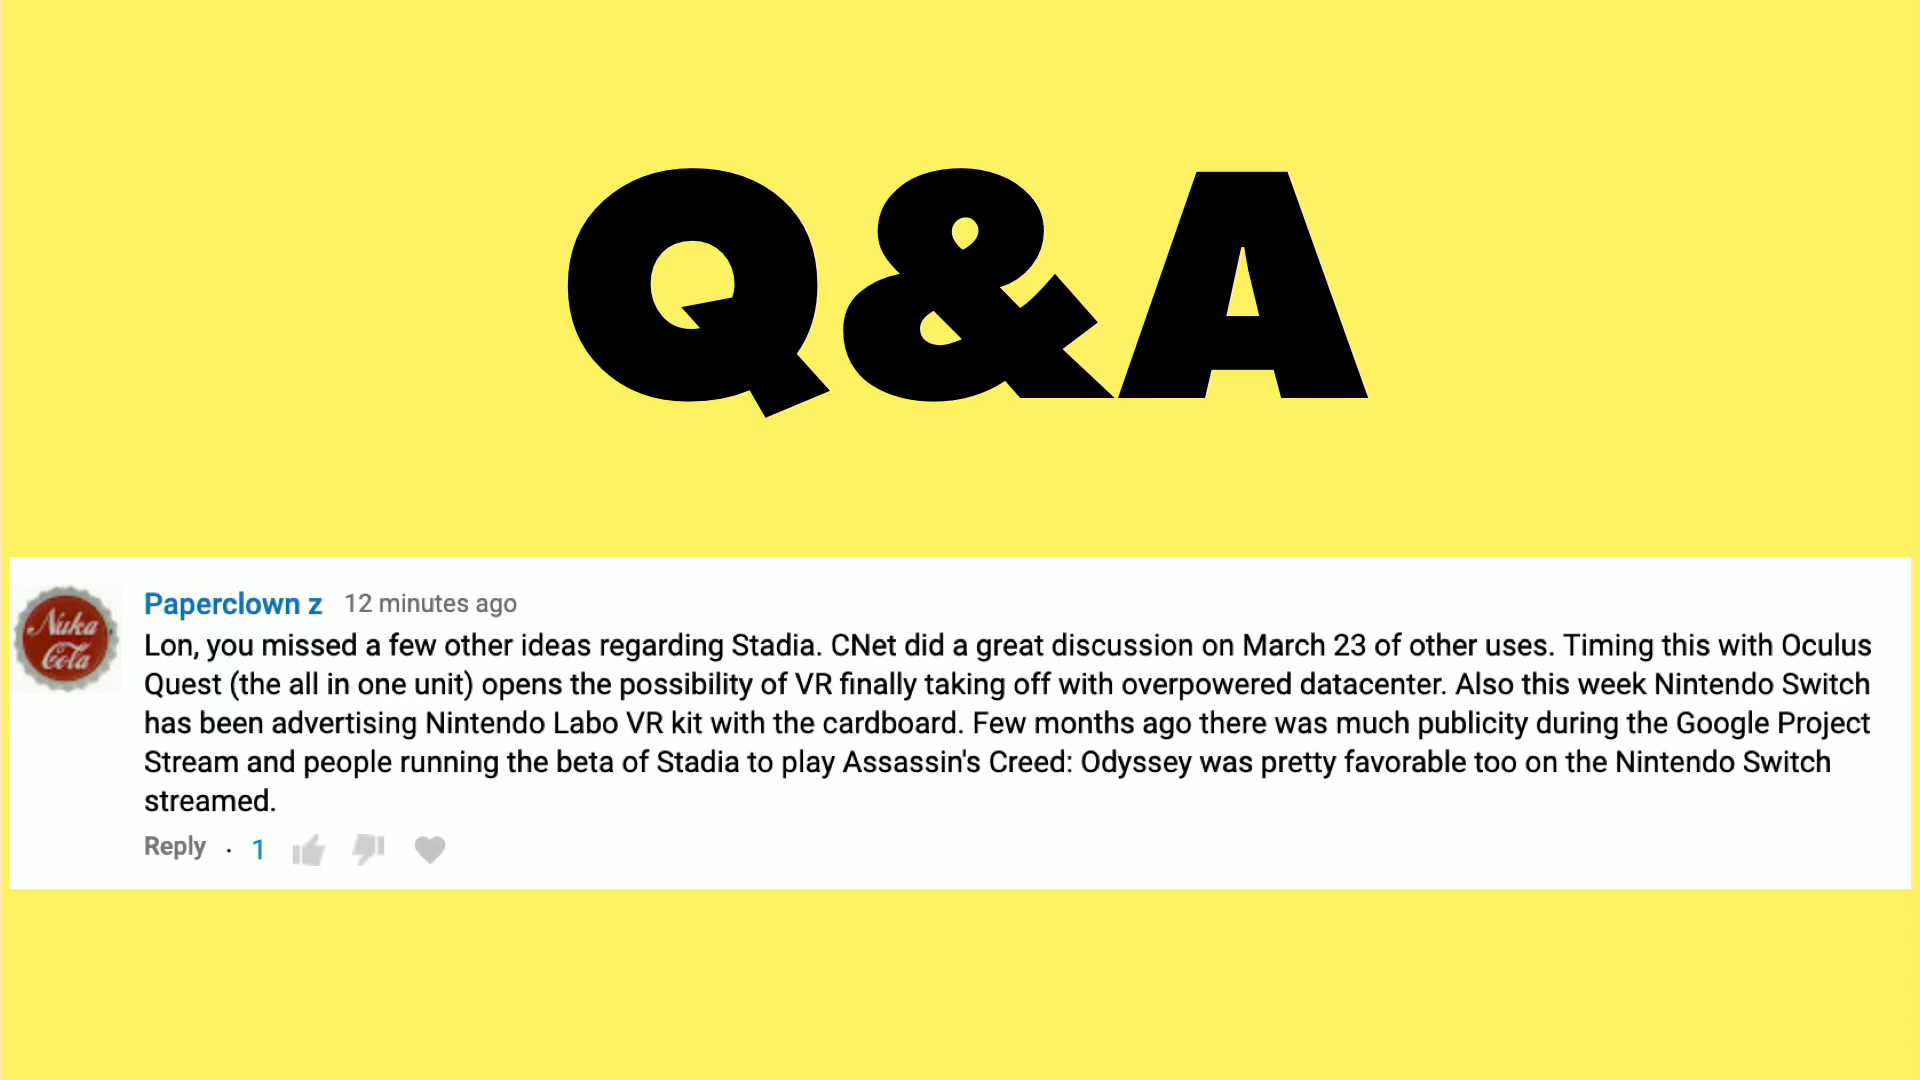 Q&A
Nuka
Cola
Paperclown z 12 minutes ago
Lon, you missed a few other ideas regarding Stadia. CNet did a great discussion on March 23 of other uses. Timing this with Oculus
Quest (the all in one unit) opens the possibility of VR finally taking off with overpowered datacenter. Also this week Nintendo Switch
has been advertising Nintendo Labo VR kit with the cardboard. Few months ago there was much publicity during the Google Project
Stream and people running the beta of Stadia to play Assassin's Creed: Odyssey was pretty favorable too on the Nintendo Switch
streamed.
Reply · 1